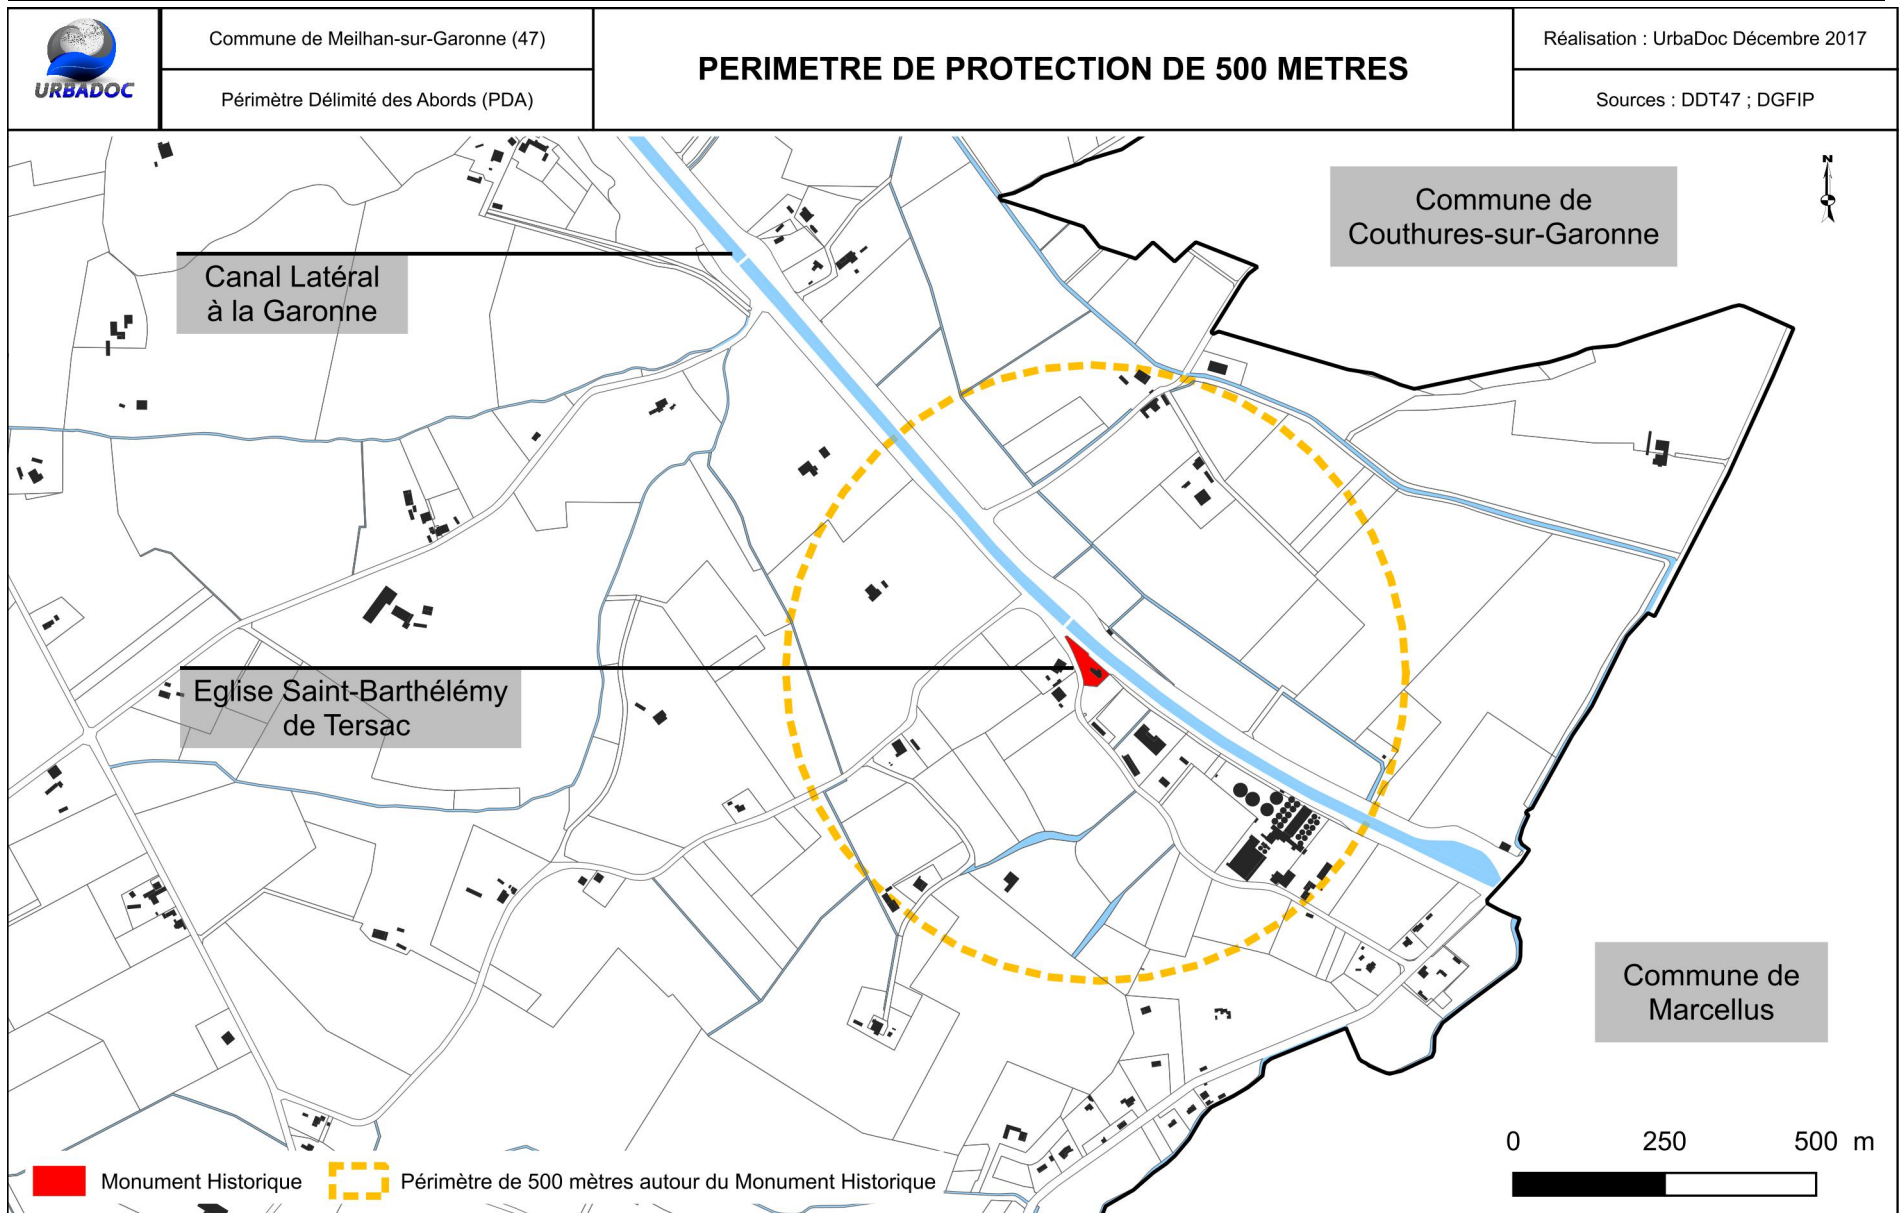 URBADOC
Commune de Meilhan-sur-Garonne (47)
Périmètre Délimité des Abords (PDA)
PERIMETRE DE PROTECTION DE 500 METRES
Réalisation : UrbaDoc Décembre 2017
Sources : DDT47 ; DGFIP
N
Commune de
Couthures-sur-Garonne
Canal Latéral
à la Garonne
Eglise Saint-Barthélémy
de Tersac
Commune de
Marcellus
0 250 500 m
Monument Historique
Périmètre de 500 mètres autour du Monument Historique